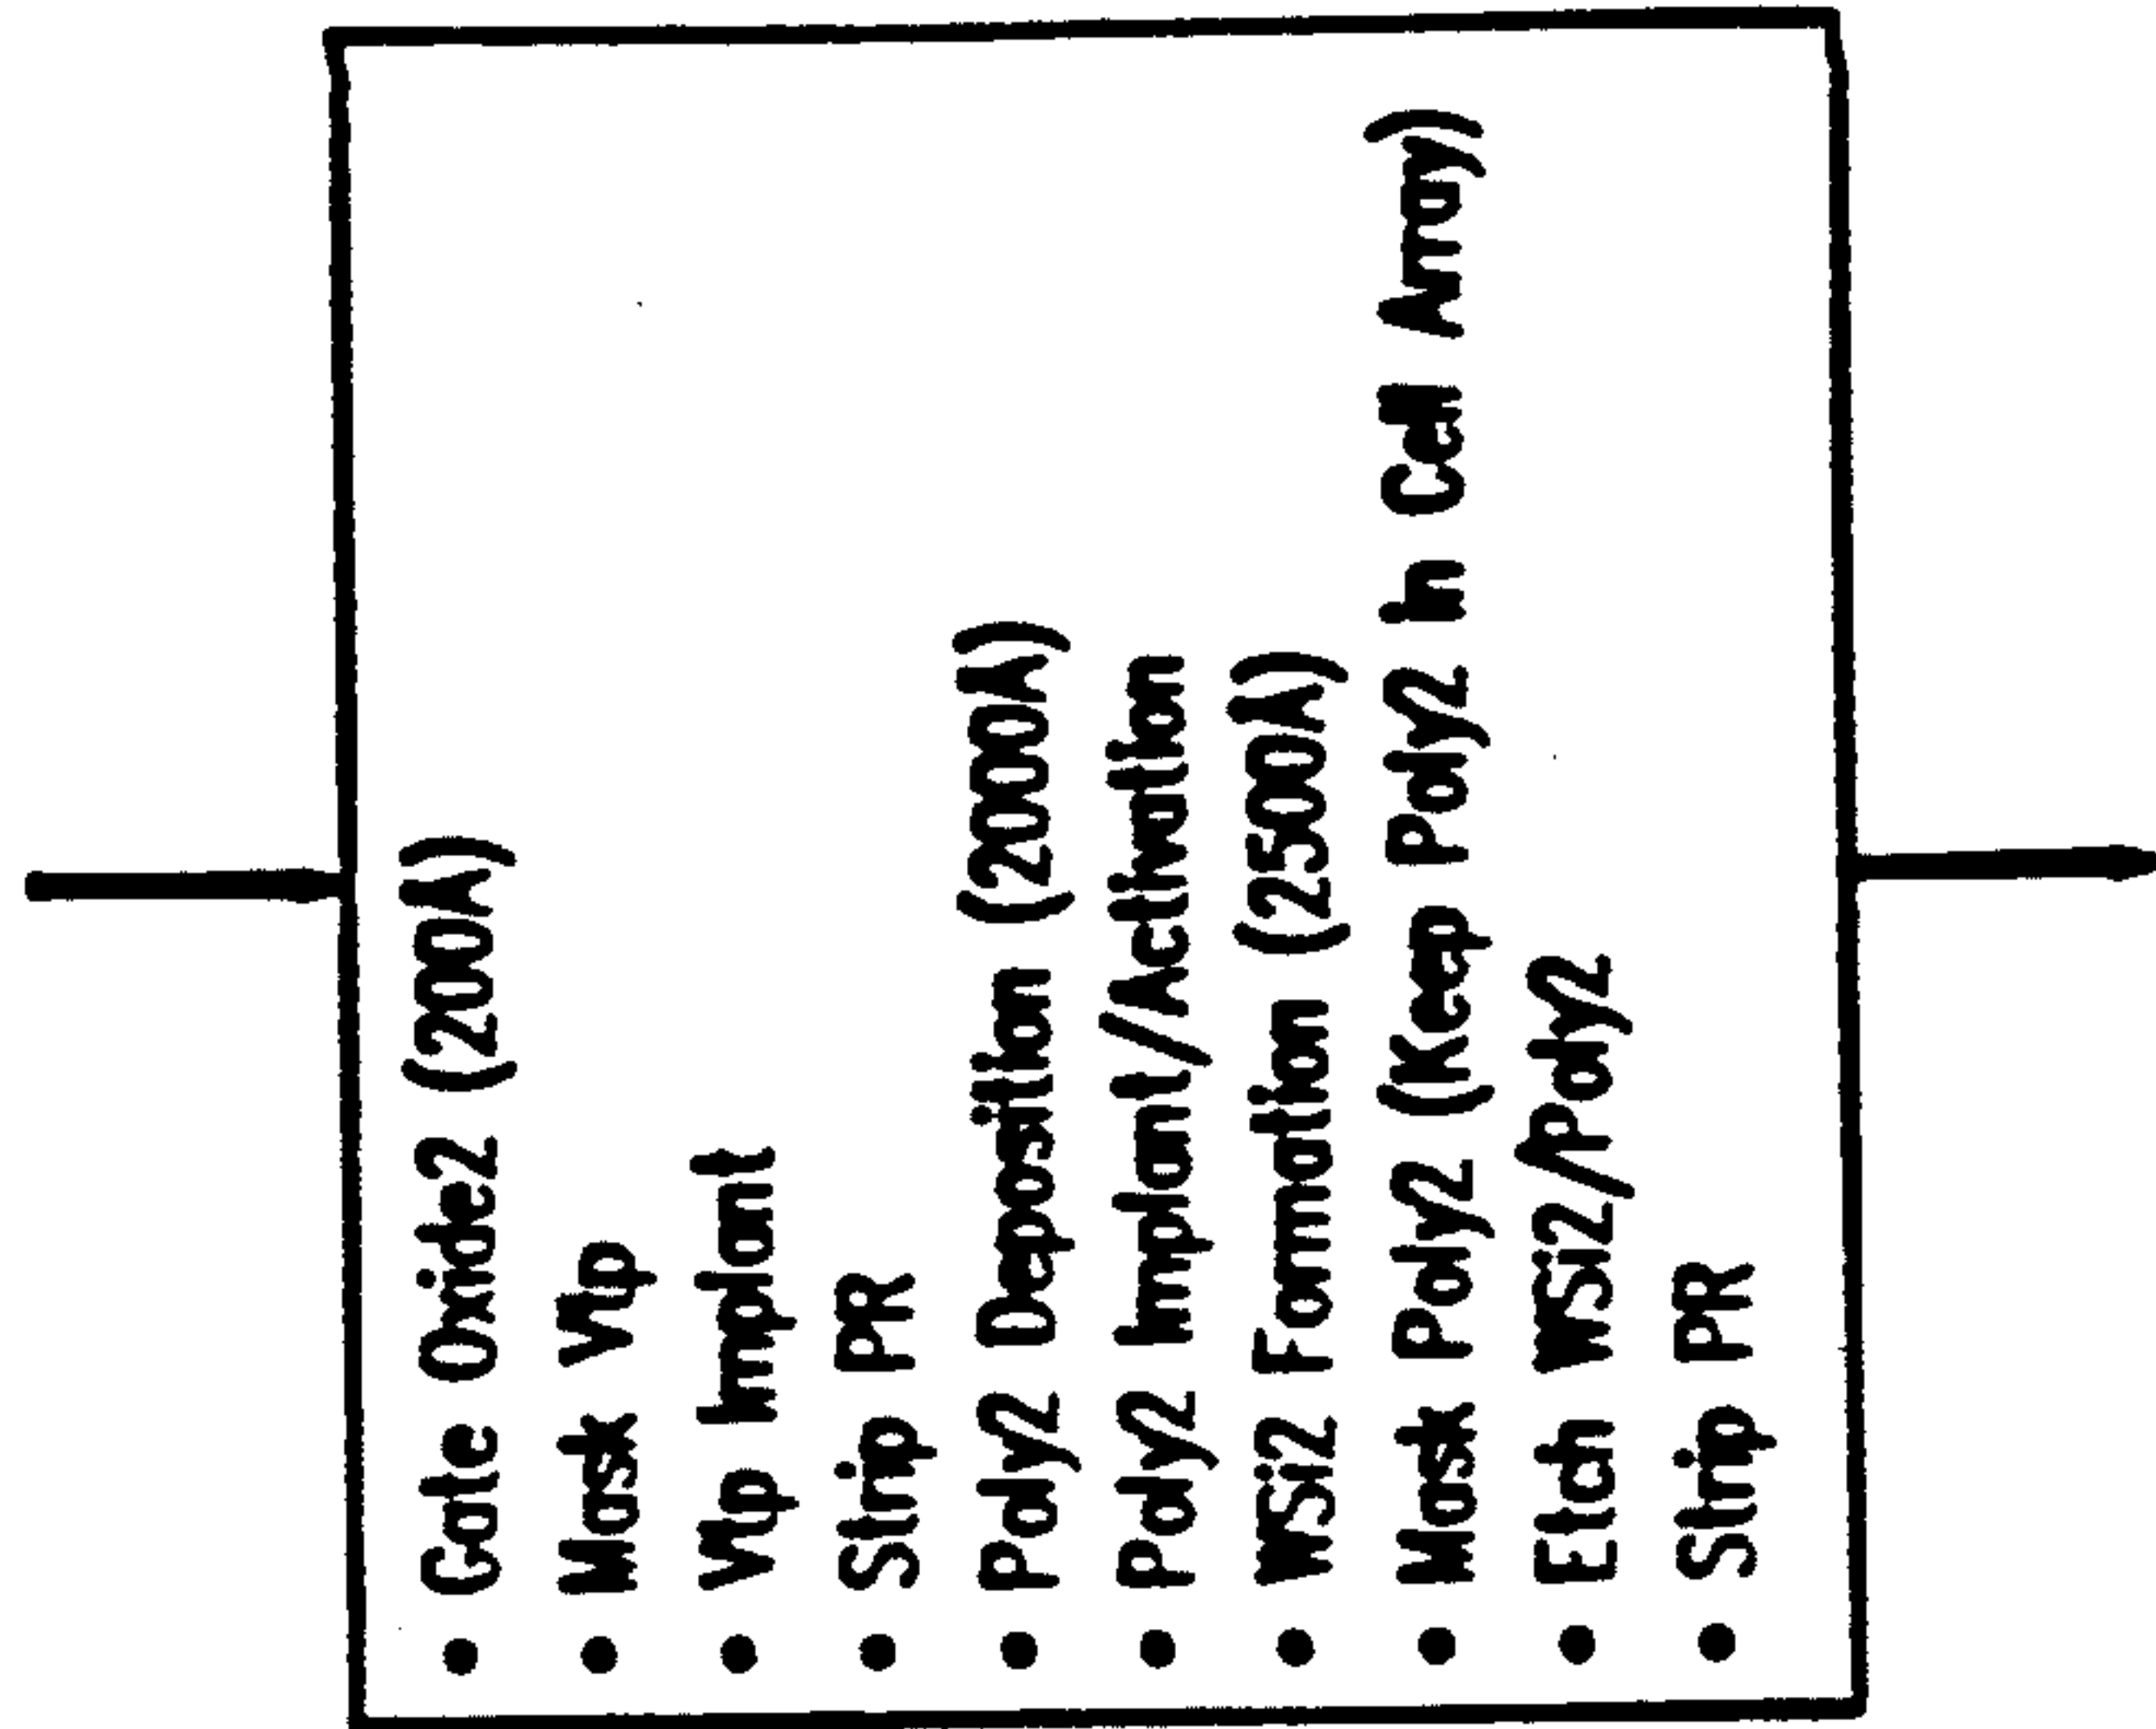 • Gate Oxide2 (200Å)
• Mask Vtp
• Vtp Implant
• Strip PR
• Poly2 Deposition (2000Å)
• Poly2 Implant/Activation
• WSi2 Formation (2500Å)
• Mask Poly2 (Keep Poly2 In Cell Array)
• Etch WSi2/Poly2
• Strip PR